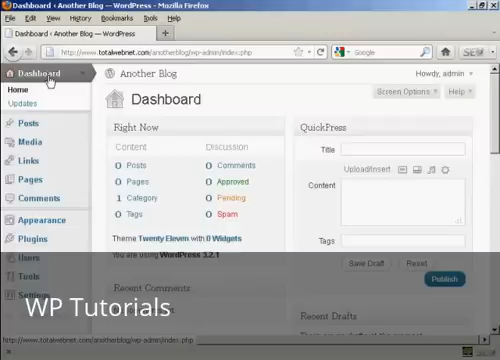 Dashboard ‹ Another Blog — WordPress - Mozilla Firefox
File Edit View History Bookmarks Tools Help
Dashboard ‹ Another Blog — WordPress
http://www.totalwebnet.com/anotherblog/wp-admin/index.php
Google
SEM
Dashboard
Another Blog
Howdy, admin
Home
Updates
Dashboard
Screen Options
Help
Posts
Media
Links
Pages
Comments
Appearance
Plugins
Users
Tools
Settings
Right Now
Content
Discussion
0 Posts
0 Comments
0 Pages
0 Approved
1 Category
0 Pending
0 Tags
0 Spam
Theme Twenty Eleven with 0 Widgets
You are using WordPress 3.2.1.
Recent Comments
QuickPress
Title
Upload/Insert
Content
Tags
Save Draft
Reset
Publish
Recent Drafts
WP Tutorials
http://www.totalwebnet.com/anotherblog/wp-admin/index.php